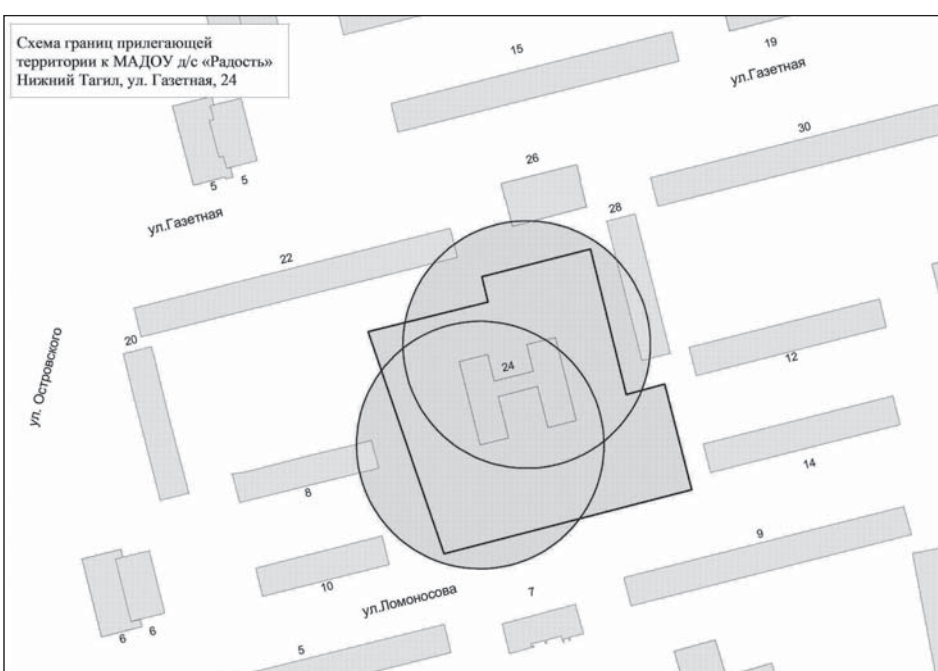 Схема границ прилегающей
территории к МАДОУ д/с «Радость»
Нижний Тагил, ул. Газетная, 24
15
19
ул.Газетная
30
26
5
5
28
ул.Газетная
22
20
ул. Островского
24
12
8
14
9
10
ул.Ломоносова
7
6
6
5